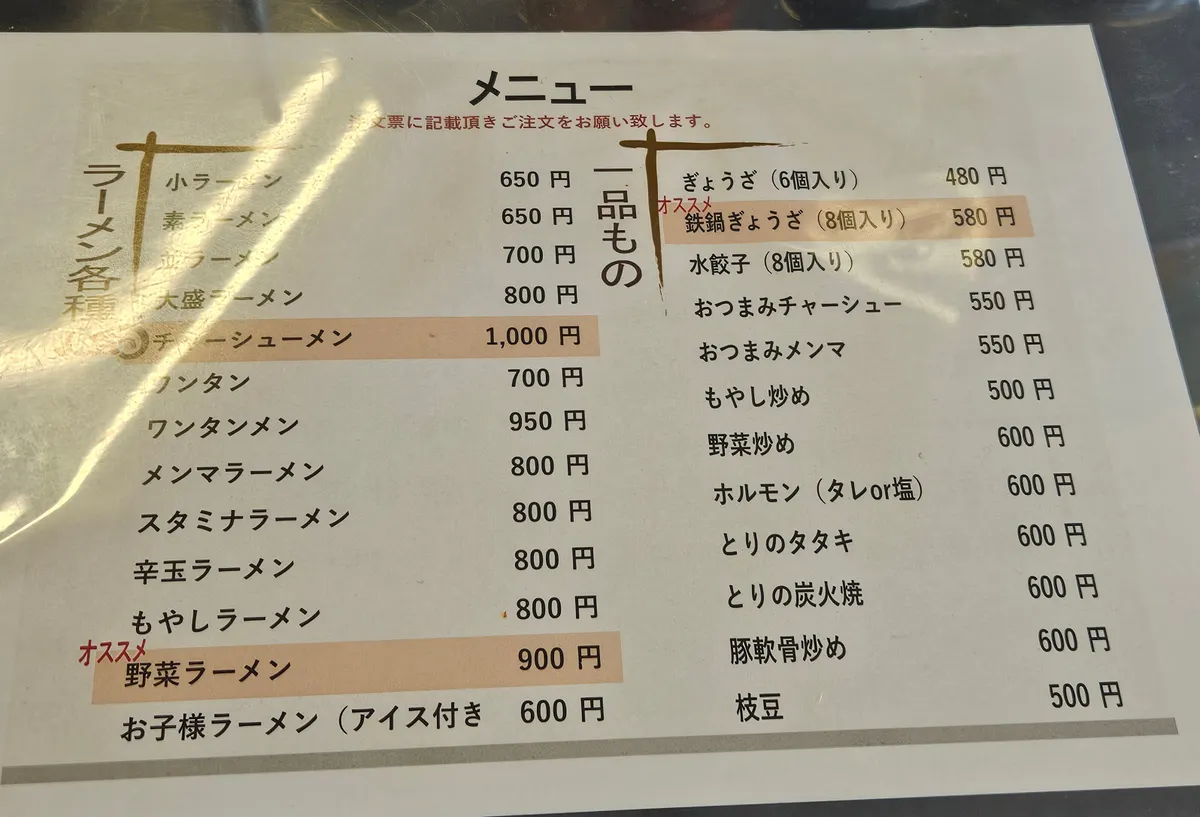 メニュー
注文票に記載頂きご注文をお願い致します。
ラーメン各種
小ラーメン 650 円
素ラーメン 650 円
並ラーメン 700 円
大盛ラーメン 800 円
チャーシューメン 1,000 円
ワンタン 700 円
ワンタンメン 950 円
メンマラーメン 800 円
スタミナラーメン 800 円
辛玉ラーメン 800 円
もやしラーメン 800 円
オススメ
野菜ラーメン 900 円
お子様ラーメン（アイス付き 600 円
一品もの
ぎょうざ（6個入り） 480 円
オススメ
鉄鍋ぎょうざ（8個入り） 580 円
水餃子（8個入り） 580 円
おつまみチャーシュー 550 円
おつまみメンマ 550 円
もやし炒め 500 円
野菜炒め 600 円
ホルモン（タレor塩） 600 円
とりのタタキ 600 円
とりの炭火焼 600 円
豚軟骨炒め 600 円
枝豆 500 円